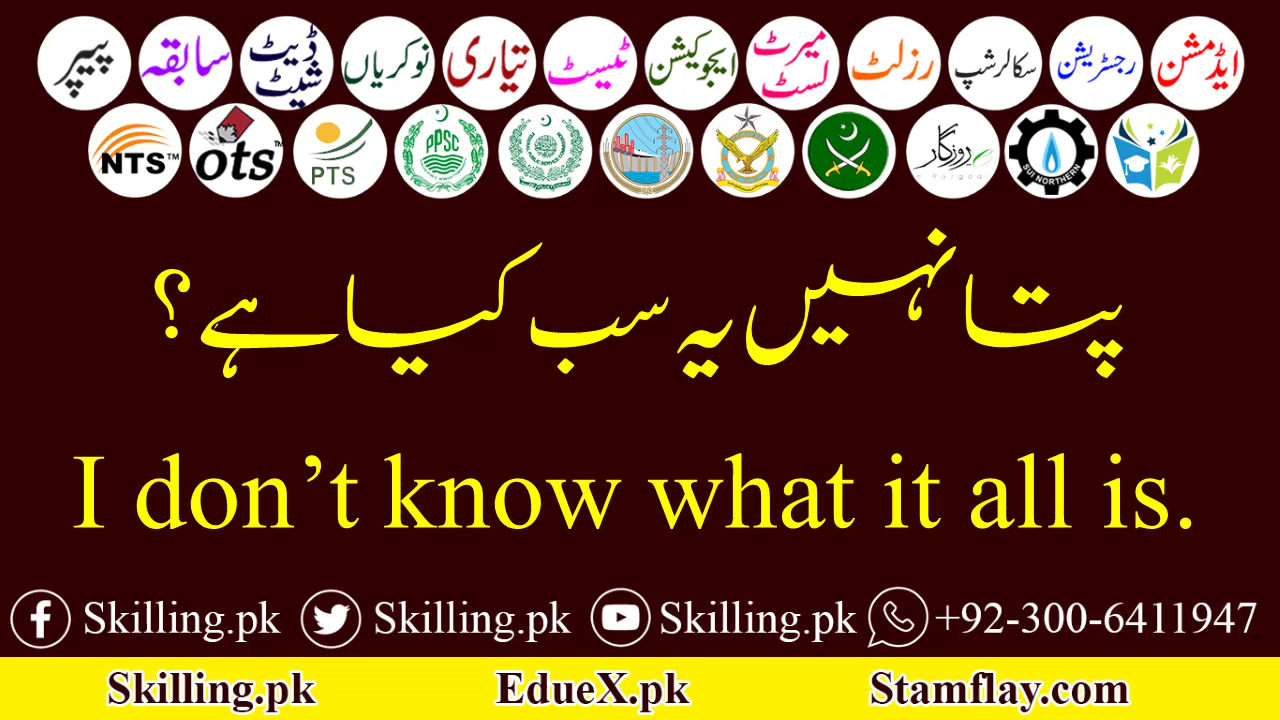 ایڈمشن رجسٹریشن سکالرشپ رزلٹ میرٹ لسٹ ایجوکیشن ٹیسٹ تیاری نوکریاں ڈیٹ شیٹ سابقہ پیپر
NTS™ OTS™ PTS PPSC روزگار SUI NORTHERN
پتا نہیں یہ سب کیا ہے؟
I don’t know what it all is.
Skilling.pk Skilling.pk Skilling.pk +92-300-6411947
Skilling.pk EdueX.pk Stamflay.com